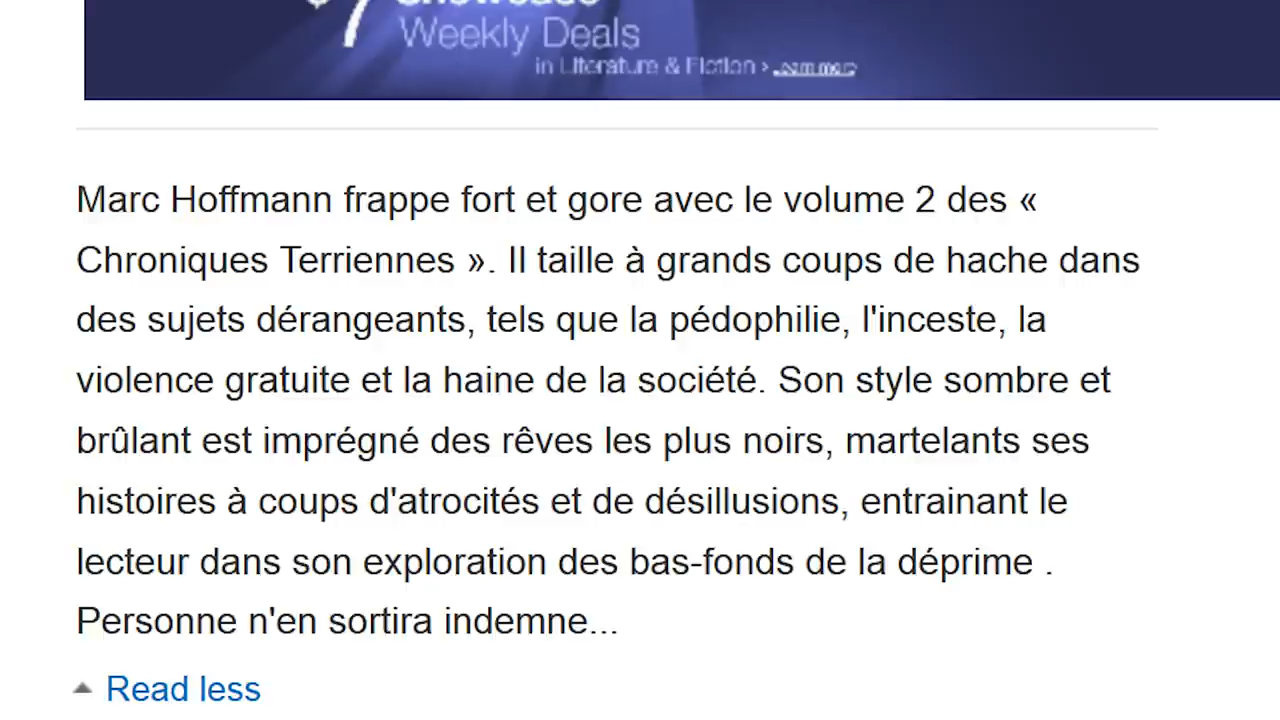 Weekly Deals
in Literature & Fiction ›
Marc Hoffmann frappe fort et gore avec le volume 2 des «
Chroniques Terriennes ». Il taille à grands coups de hache dans
des sujets dérangeants, tels que la pédophilie, l'inceste, la
violence gratuite et la haine de la société. Son style sombre et
brûlant est imprégné des rêves les plus noirs, martelants ses
histoires à coups d'atrocités et de désillusions, entrainant le
lecteur dans son exploration des bas-fonds de la déprime .
Personne n'en sortira indemne...
Read less